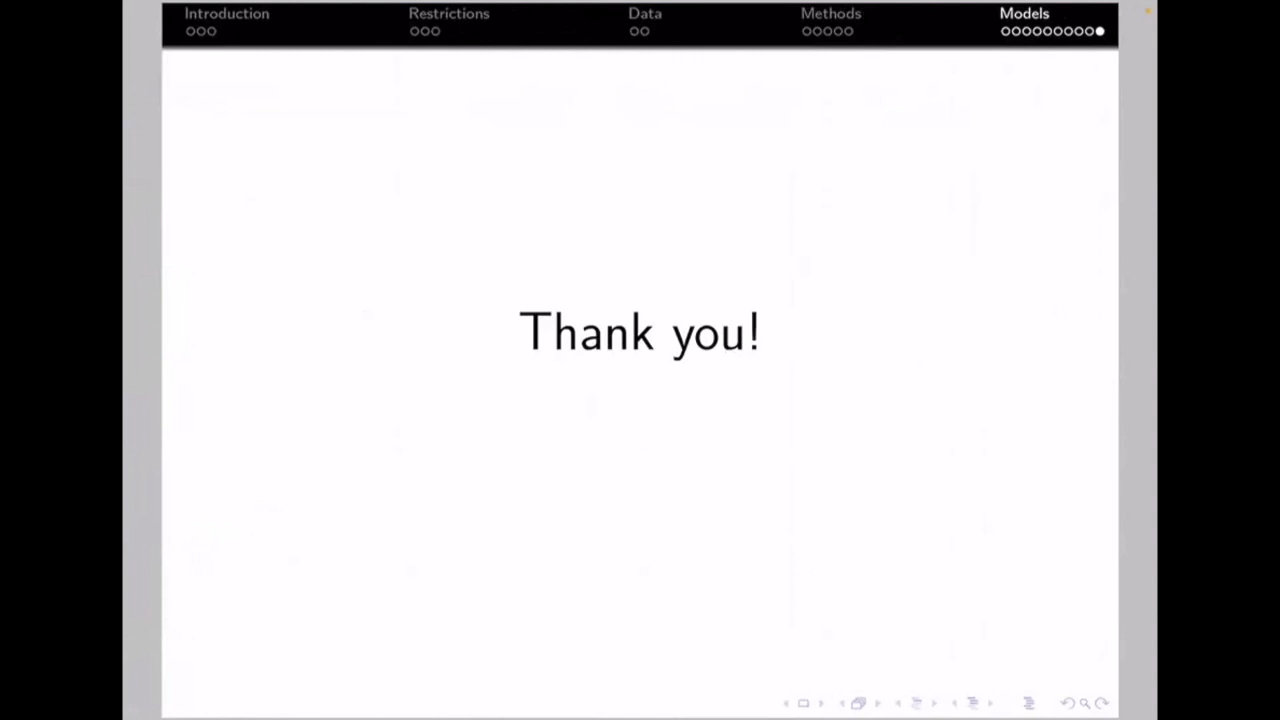 Introduction
Restrictions
Data
Methods
Models
Thank you!